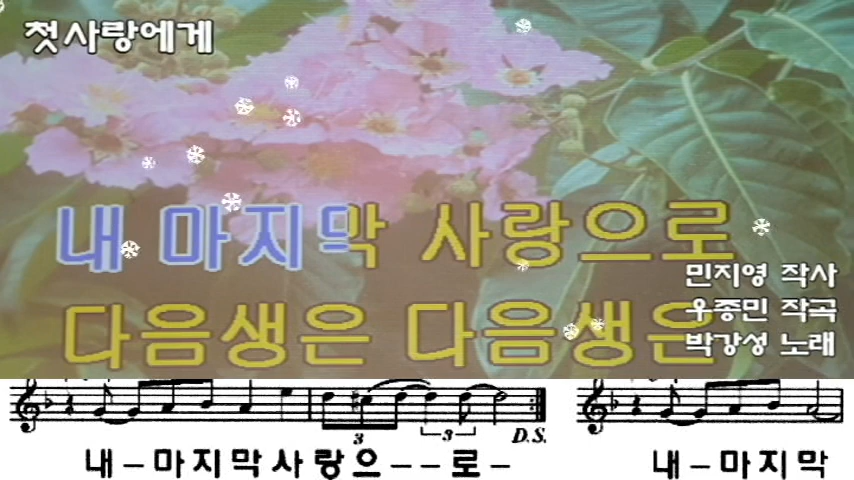 첫사랑에게
내 마지막 사랑으로
다음생은 다음생은
민지영 작사
우종민 작곡
박강성 노래
3 3 D.S.
내-마지막사랑으--로- 내-마지막